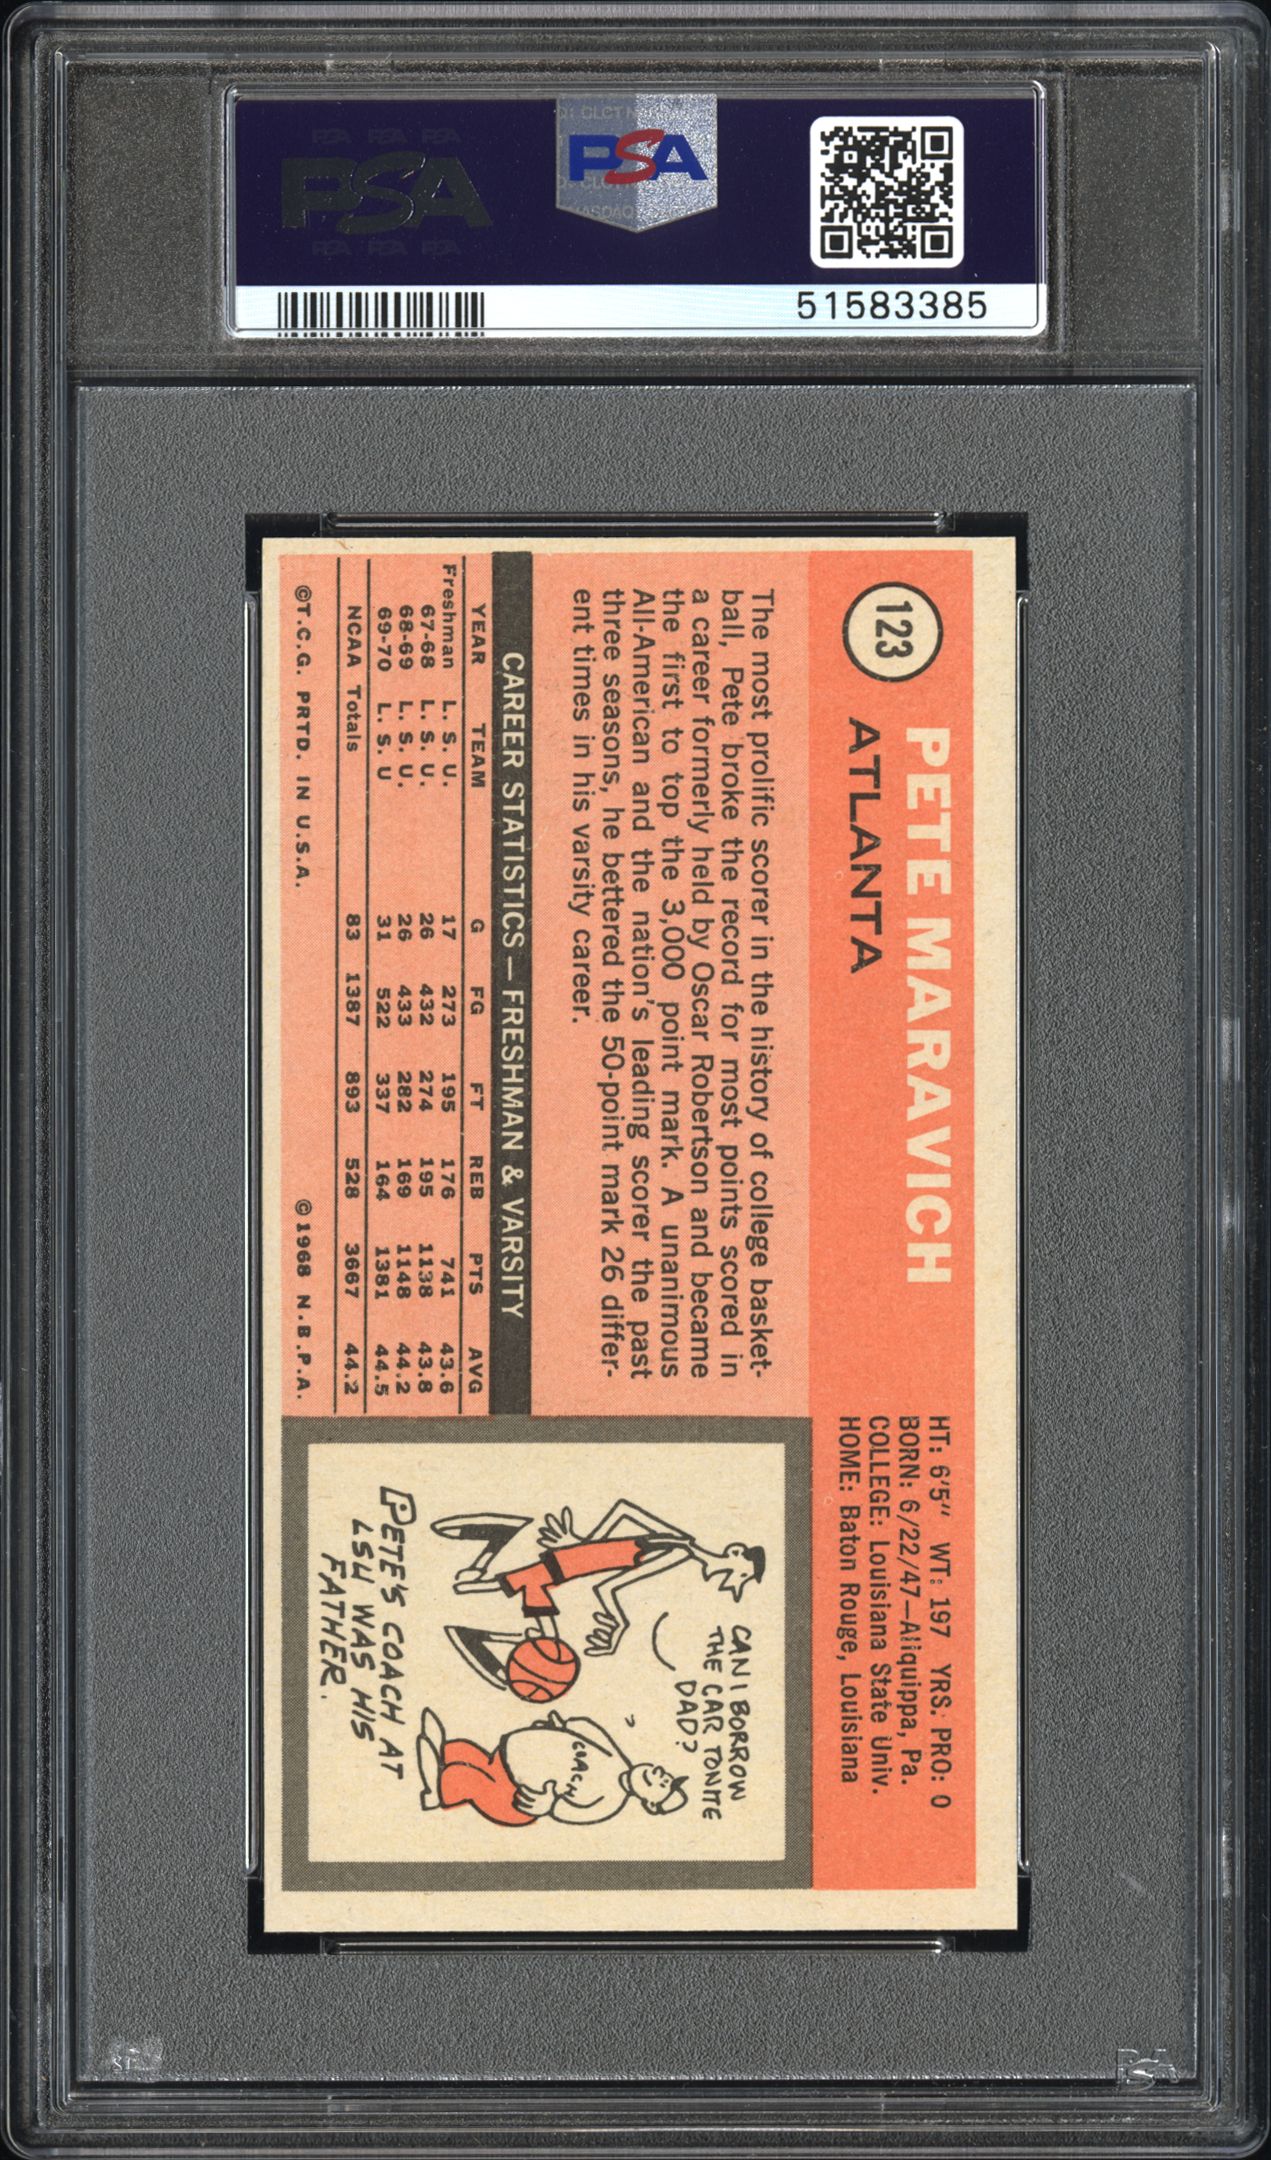 PSA PSA PSA
PSA
PSA PSA PSA
PSA
51583385
123
PETE MARAVICH
ATLANTA
HT: 6'5" WT: 197 YRS. PRO: 0
BORN: 6/22/47—Aliquippa, Pa.
COLLEGE: Louisiana State Univ.
HOME: Baton Rouge, Louisiana
The most prolific scorer in the history of college basket-
ball, Pete broke the record for most points scored in
a career formerly held by Oscar Robertson and became
the first to top the 3,000 point mark. A unanimous
All-American and the nation's leading scorer the past
three seasons, he bettered the 50-point mark 26 differ-
ent times in his varsity career.
CAREER STATISTICS — FRESHMAN & VARSITY
YEAR TEAM G FG FT REB PTS AVG
Freshman L. S. U. 17 273 195 176 741 43.6
67-68 L. S. U. 26 432 274 195 1138 43.8
68-69 L. S. U. 26 433 282 169 1148 44.2
69-70 L. S. U 31 522 337 164 1381 44.5
NCAA Totals 83 1387 893 528 3667 44.2
©T.C.G. PRTD. IN U.S.A.
©1968 N.B.P.A.
CAN I BORROW
THE CAR TONITE
DAD?
COACH
PETE'S COACH AT
LSU WAS HIS
FATHER.
PSA